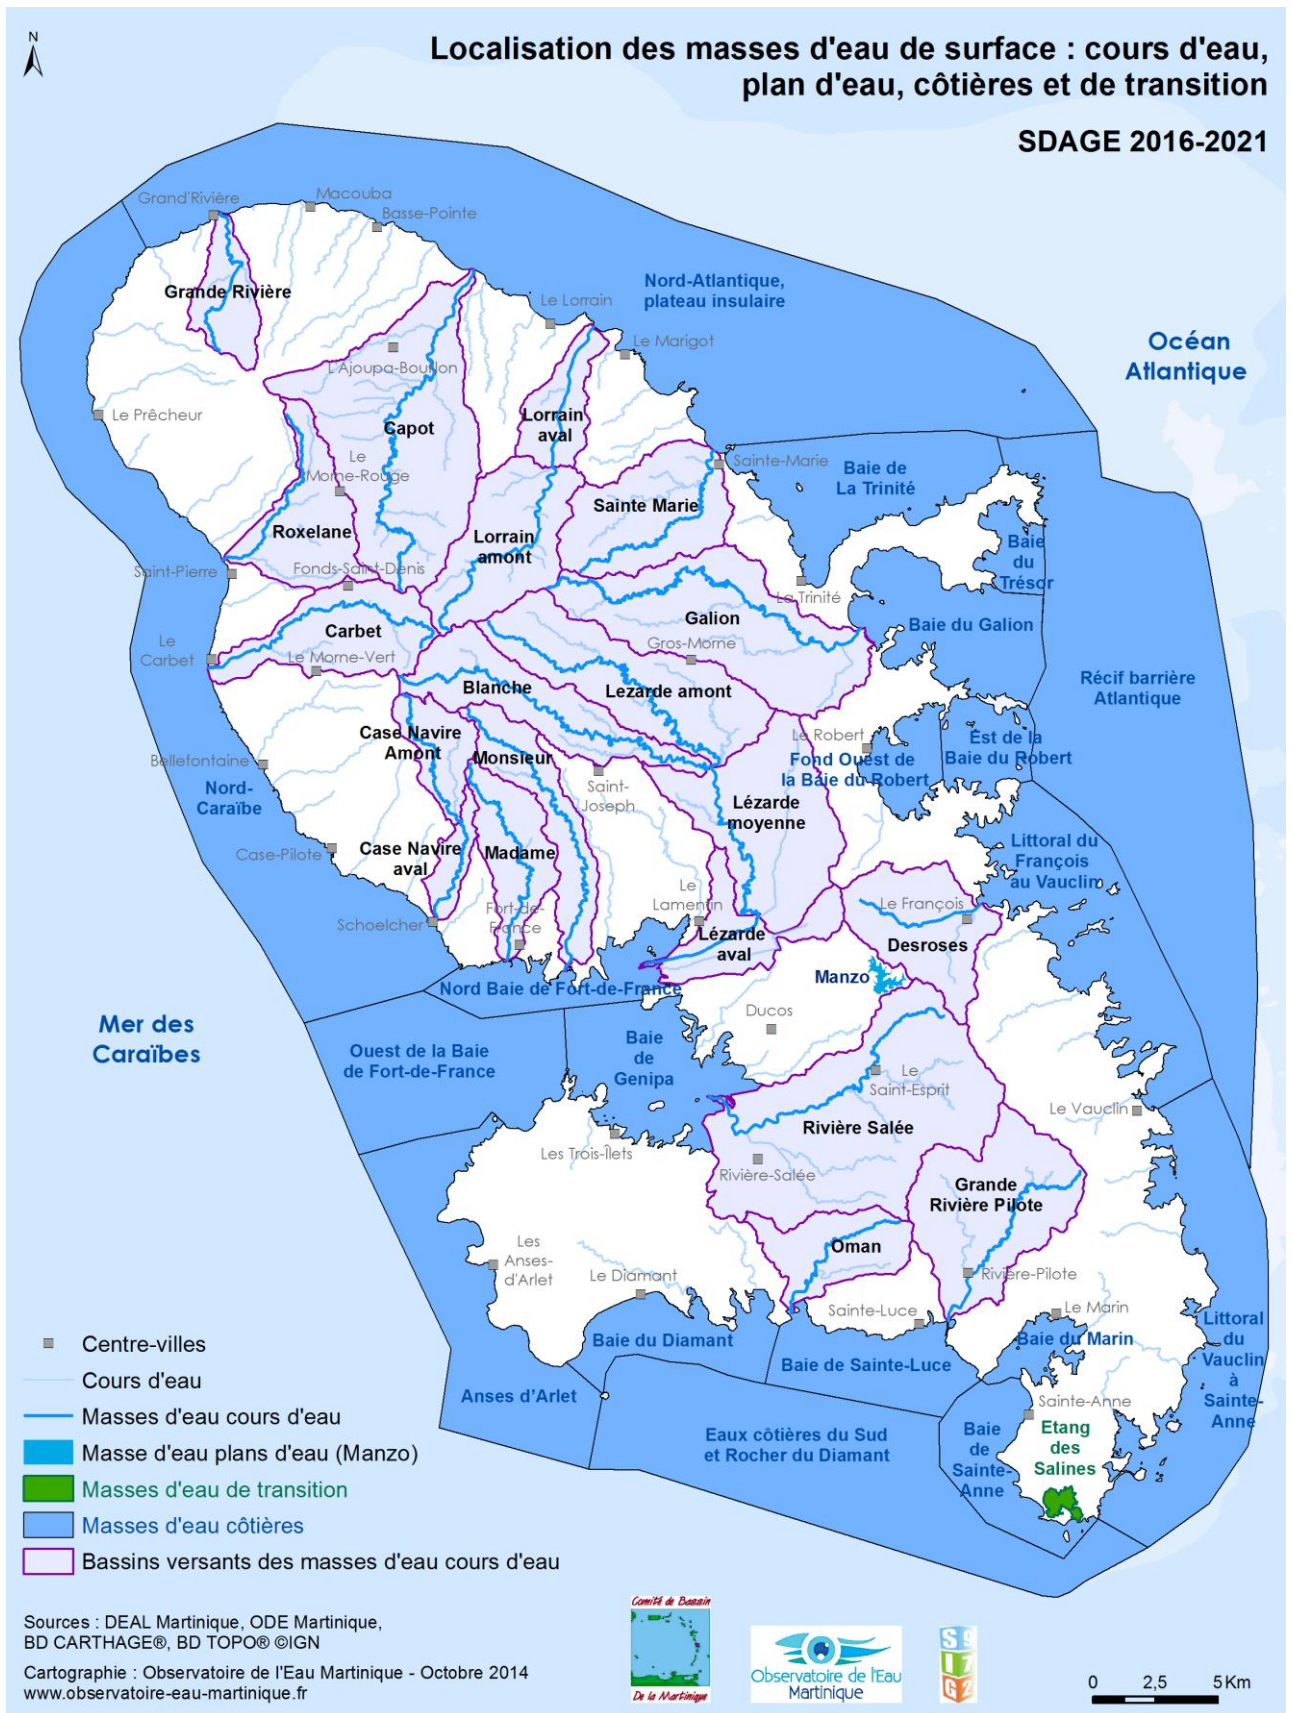 N
Localisation des masses d'eau de surface : cours d'eau,
plan d'eau, côtières et de transition
SDAGE 2016-2021
Grand'Rivière
Macouba
Basse-Pointe
Grande Rivière
Nord-Atlantique,
plateau insulaire
Le Lorrain
Le Marigot
Océan
Atlantique
L'Ajoupa-Bouillon
Le Prêcheur
Capot
Lorrain
aval
Le
Morne-Rouge
Sainte-Marie
Baie de
La Trinité
Sainte Marie
Roxelane
Lorrain
amont
Baie
du
Trésor
Saint-Pierre
Fonds-Saint-Denis
La Trinité
Galion
Baie du Galion
Carbet
Le
Carbet
Le Morne-Vert
Gros-Morne
Blanche
Lezarde amont
Récif barrière
Atlantique
Case Navire
Amont
Monsieur
Le Robert
Est de la
Baie du Robert
Fond Ouest de
la Baie du Robert
Bellefontaine
Nord-
Caraïbe
Saint-
Joseph
Lézarde
moyenne
Case-Pilote
Case Navire
aval
Madame
Littoral du
François
au Vauclin
Le
Lamentin
Le François
Schoelcher
Fort-de-
France
Lézarde
aval
Desroses
Manzo
Nord Baie de Fort-de-France
Ducos
Mer des
Caraïbes
Ouest de la Baie
de Fort-de-France
Baie
de
Genipa
Le
Saint-Esprit
Le Vauclin
Rivière Salée
Les Trois-Îlets
Rivière-Salée
Grande
Rivière Pilote
Les
Anses-
d'Arlet
Oman
Le Diamant
Rivière-Pilote
Sainte-Luce
Le Marin
Baie du Diamant
Baie du Marin
Baie de Sainte-Luce
Littoral
du
Vauclin
à
Sainte-
Anne
Anses d'Arlet
Sainte-Anne
Eaux côtières du Sud
et Rocher du Diamant
Baie
de
Sainte-
Anne
Etang
des
Salines
Centre-villes
Cours d'eau
Masses d'eau cours d'eau
Masse d'eau plans d'eau (Manzo)
Masses d'eau de transition
Masses d'eau côtières
Bassins versants des masses d'eau cours d'eau
Sources : DEAL Martinique, ODE Martinique,
BD CARTHAGE®, BD TOPO® ©IGN
Cartographie : Observatoire de l'Eau Martinique - Octobre 2014
www.observatoire-eau-martinique.fr
Comité de Bassin
De la Martinique
Observatoire de l'Eau
Martinique
S 9
I 7
G 2
0 2,5 5 Km